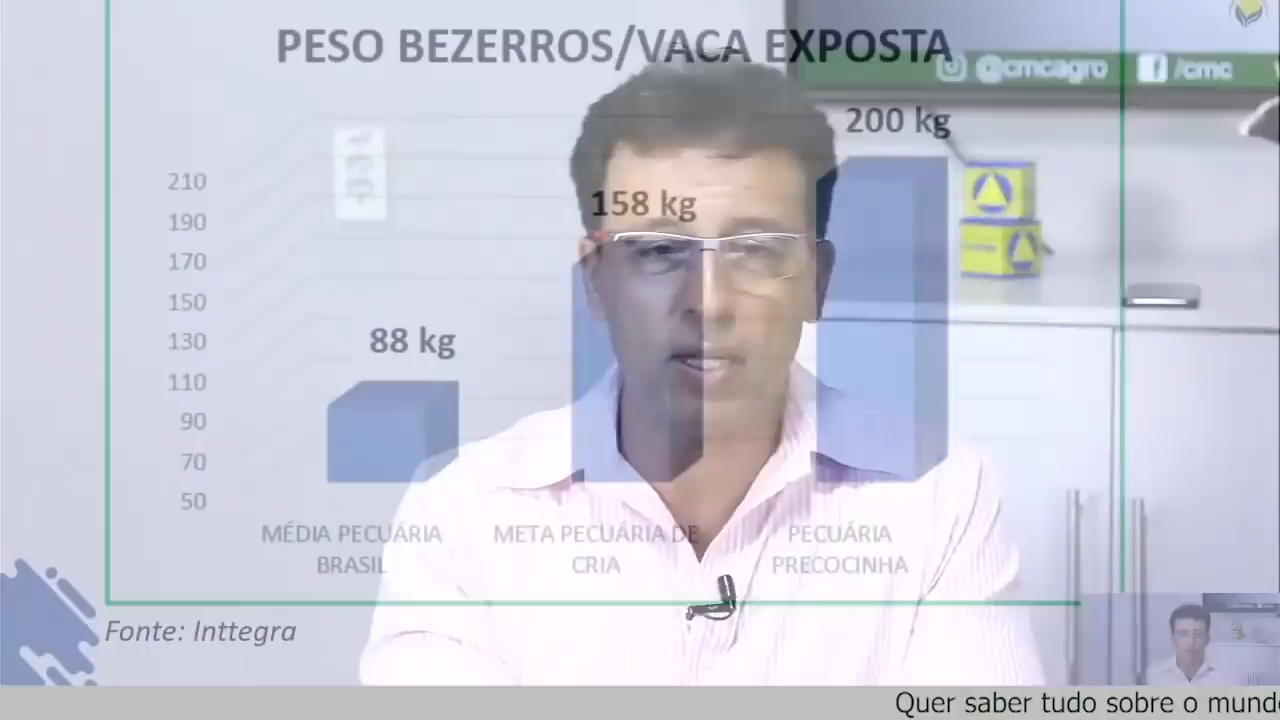 PESO BEZERROS/VACA EXPOSTA
@cmcagro /cmc
200 kg
158 kg
88 kg
210
190
170
150
130
110
90
70
50
MÉDIA PECUÁRIA BRASIL
META PECUÁRIA DE CRIA
PECUÁRIA PRECOCINHA
Fonte: Inttegra
Quer saber tudo sobre o mund